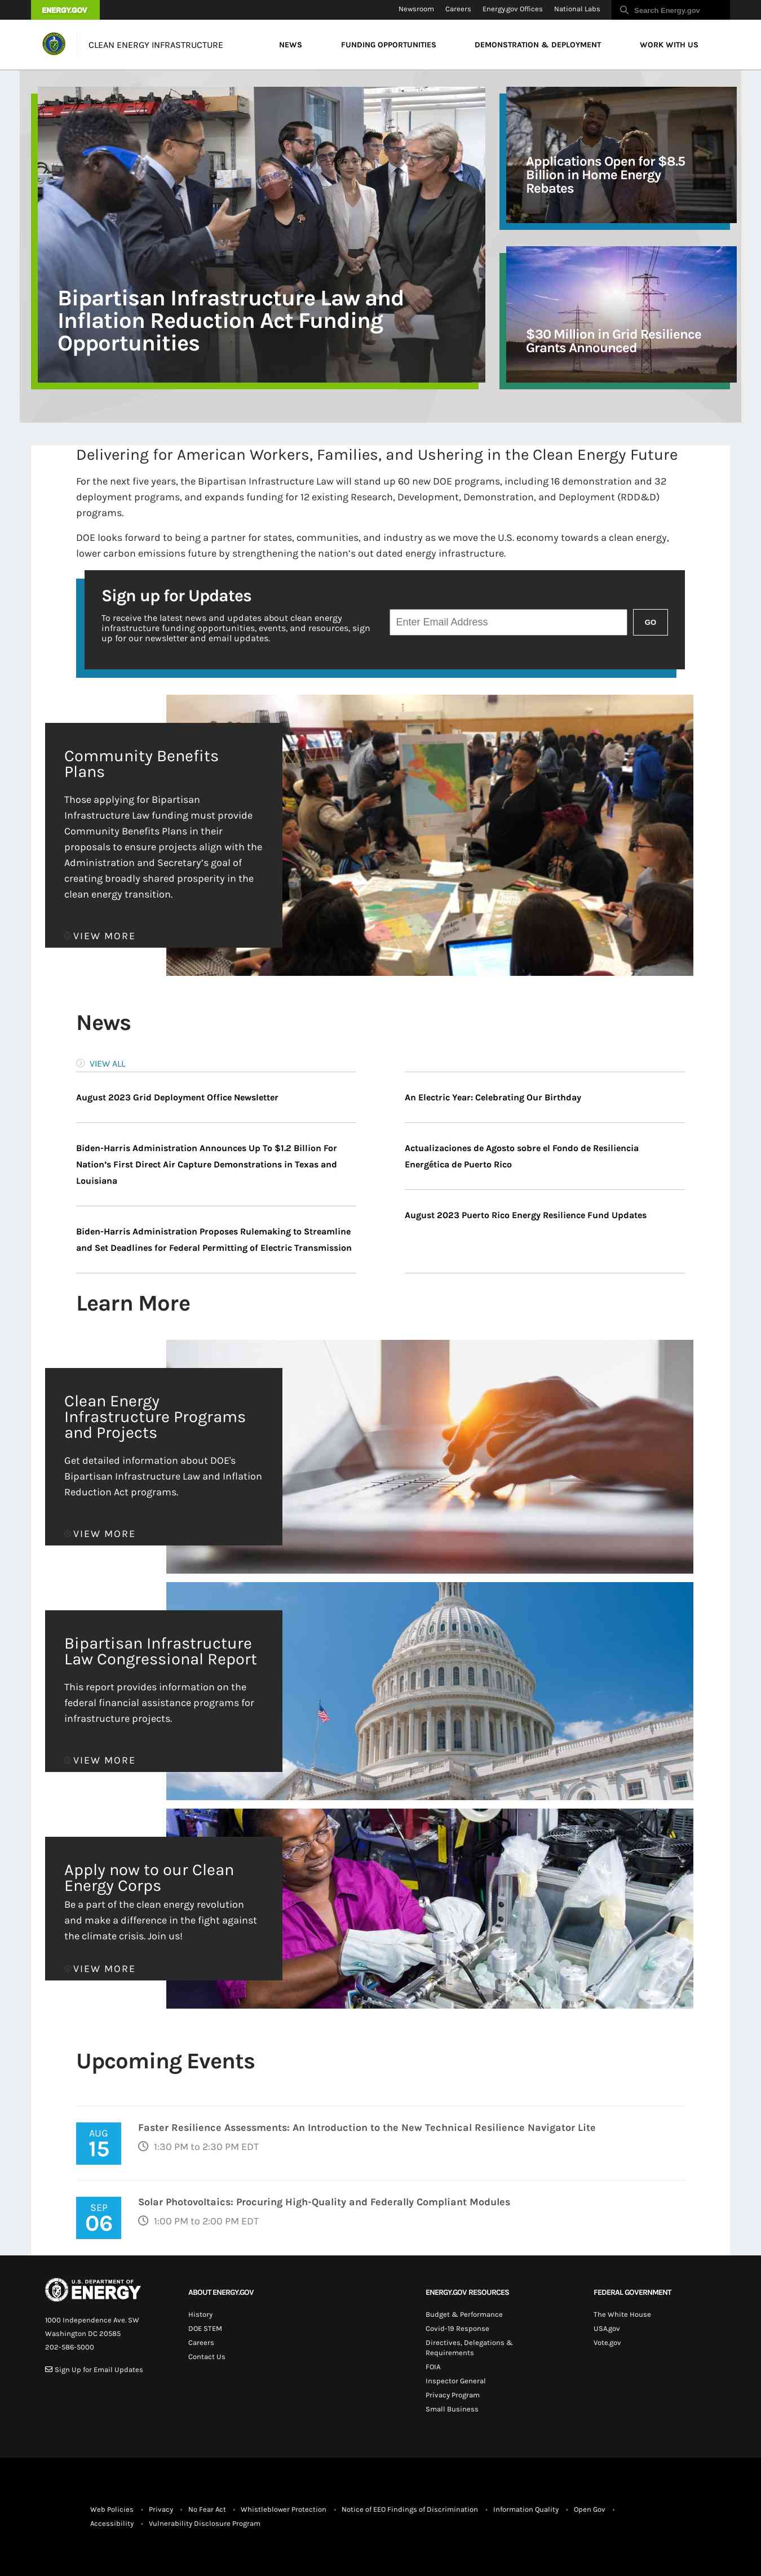 ENERGY.GOV
Newsroom Careers Energy.gov Offices National Labs Search Energy.gov
CLEAN ENERGY INFRASTRUCTURE
NEWS FUNDING OPPORTUNITIES DEMONSTRATION & DEPLOYMENT WORK WITH US
Bipartisan Infrastructure Law and
Inflation Reduction Act Funding
Opportunities
Applications Open for $8.5
Billion in Home Energy
Rebates
$30 Million in Grid Resilience
Grants Announced
Delivering for American Workers, Families, and Ushering in the Clean Energy Future
For the next five years, the Bipartisan Infrastructure Law will stand up 60 new DOE programs, including 16 demonstration and 32
deployment programs, and expands funding for 12 existing Research, Development, Demonstration, and Deployment (RDD&D)
programs.
DOE looks forward to being a partner for states, communities, and industry as we move the U.S. economy towards a clean energy,
lower carbon emissions future by strengthening the nation’s out dated energy infrastructure.
Sign up for Updates
To receive the latest news and updates about clean energy
infrastructure funding opportunities, events, and resources, sign
up for our newsletter and email updates.
Enter Email Address
GO
Community Benefits
Plans
Those applying for Bipartisan
Infrastructure Law funding must provide
Community Benefits Plans in their
proposals to ensure projects align with the
Administration and Secretary’s goal of
creating broadly shared prosperity in the
clean energy transition.
VIEW MORE
News
VIEW ALL
August 2023 Grid Deployment Office Newsletter
Biden-Harris Administration Announces Up To $1.2 Billion For
Nation’s First Direct Air Capture Demonstrations in Texas and
Louisiana
Biden-Harris Administration Proposes Rulemaking to Streamline
and Set Deadlines for Federal Permitting of Electric Transmission
An Electric Year: Celebrating Our Birthday
Actualizaciones de Agosto sobre el Fondo de Resiliencia
Energética de Puerto Rico
August 2023 Puerto Rico Energy Resilience Fund Updates
Learn More
Clean Energy
Infrastructure Programs
and Projects
Get detailed information about DOE's
Bipartisan Infrastructure Law and Inflation
Reduction Act programs.
VIEW MORE
Bipartisan Infrastructure
Law Congressional Report
This report provides information on the
federal financial assistance programs for
infrastructure projects.
VIEW MORE
Apply now to our Clean
Energy Corps
Be a part of the clean energy revolution
and make a difference in the fight against
the climate crisis. Join us!
VIEW MORE
Upcoming Events
AUG
15
Faster Resilience Assessments: An Introduction to the New Technical Resilience Navigator Lite
1:30 PM to 2:30 PM EDT
SEP
06
Solar Photovoltaics: Procuring High-Quality and Federally Compliant Modules
1:00 PM to 2:00 PM EDT
U.S. DEPARTMENT OF
ENERGY
1000 Independence Ave. SW
Washington DC 20585
202-586-5000
Sign Up for Email Updates
ABOUT ENERGY.GOV
History
DOE STEM
Careers
Contact Us
ENERGY.GOV RESOURCES
Budget & Performance
Covid-19 Response
Directives, Delegations &
Requirements
FOIA
Inspector General
Privacy Program
Small Business
FEDERAL GOVERNMENT
The White House
USA.gov
Vote.gov
Web Policies • Privacy • No Fear Act • Whistleblower Protection • Notice of EEO Findings of Discrimination • Information Quality • Open Gov •
Accessibility • Vulnerability Disclosure Program